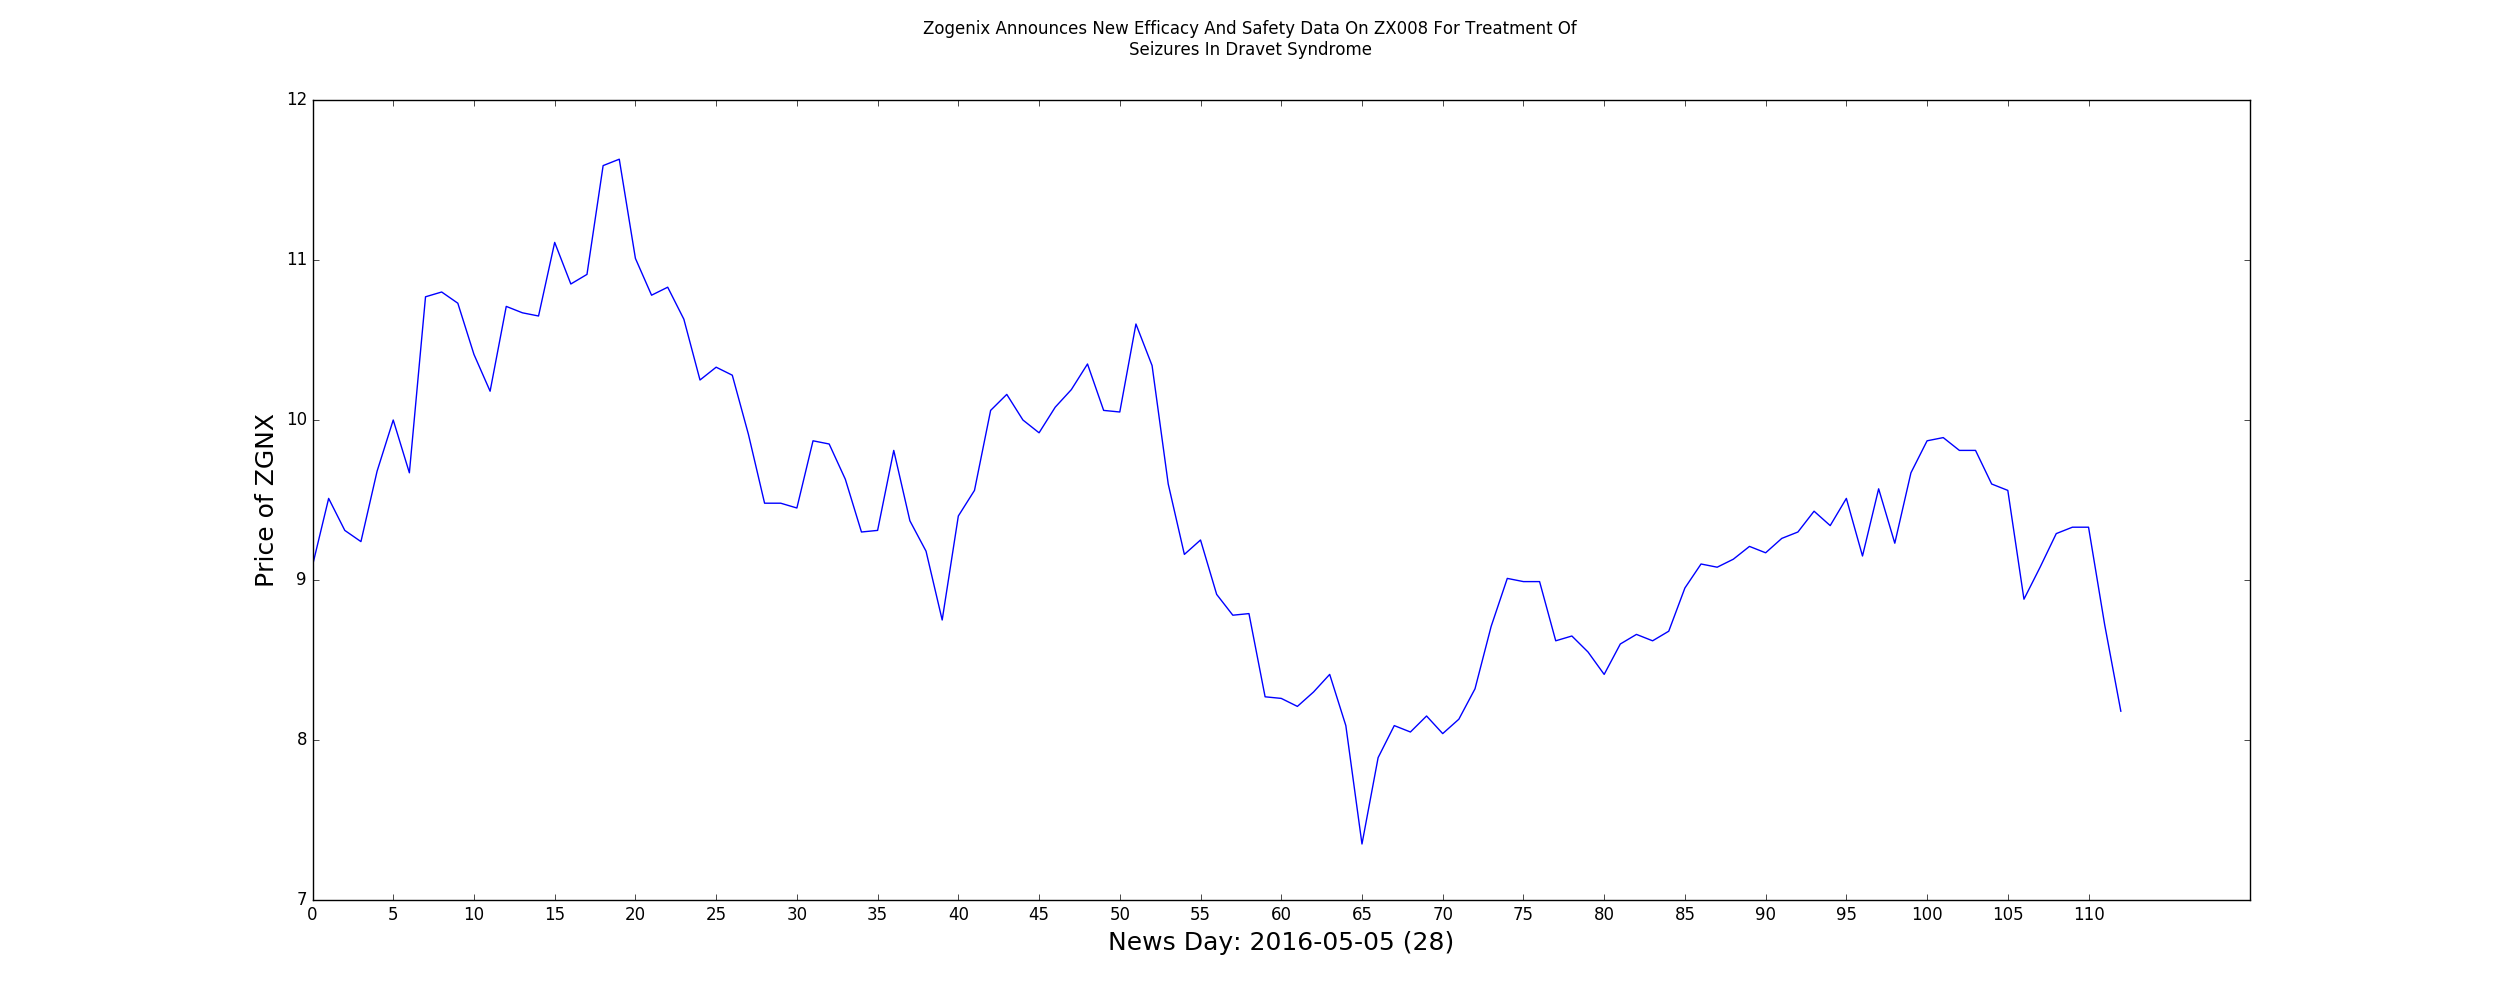 Zogenix Announces New Efficacy And Safety Data On ZX008 For Treatment Of
Seizures In Dravet Syndrome
12
11
10
9
8
7
Price of ZGNX
0 5 10 15 20 25 30 35 40 45 50 55 60 65 70 75 80 85 90 95 100 105 110
News Day: 2016-05-05 (28)